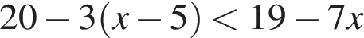 20 − 3(x − 5) < 19 − 7x